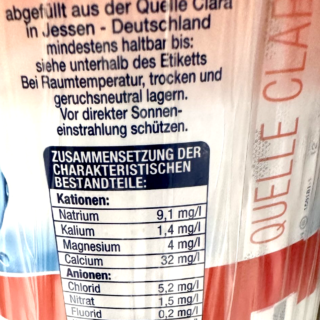 abgefüllt aus der Quelle Clara
in Jessen - Deutschland
mindestens haltbar bis:
siehe unterhalb des Etiketts
Bei Raumtemperatur, trocken und
geruchsneutral lagern.
Vor direkter Sonnen-
einstrahlung schützen.
ZUSAMMENSETZUNG DER
CHARAKTERISTISCHEN
BESTANDTEILE:
Kationen:
Natrium 9,1 mg/l
Kalium 1,4 mg/l
Magnesium 4 mg/l
Calcium 32 mg/l
Anionen:
Chlorid 5,2 mg/l
Nitrat 1,5 mg/l
Fluorid 0,2 mg/l
QUELLE CLAR